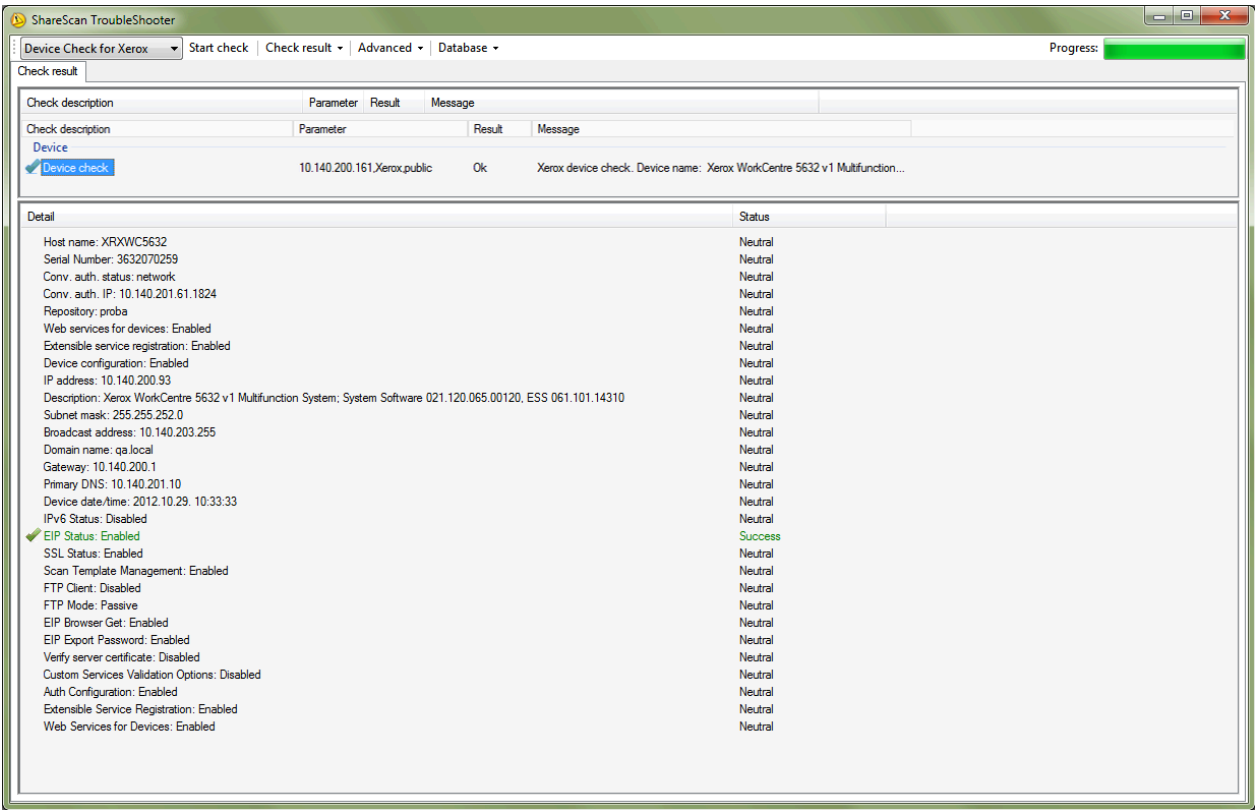 ShareScan TroubleShooter
Device Check for Xerox Start check Check result Advanced Database Progress:
Check result
Check description Parameter Result Message
Check description Parameter Result Message
Device
Device check 10.140.200.161,Xerox,public Ok Xerox device check. Device name: Xerox WorkCentre 5632 v1 Multifunction...
Detail Status
Host name: XRXWC5632 Neutral
Serial Number: 3632070259 Neutral
Conv. auth. status: network Neutral
Conv. auth. IP: 10.140.201.61.1824 Neutral
Repository: proba Neutral
Web services for devices: Enabled Neutral
Extensible service registration: Enabled Neutral
Device configuration: Enabled Neutral
IP address: 10.140.200.93 Neutral
Description: Xerox WorkCentre 5632 v1 Multifunction System; System Software 021.120.065.00120, ESS 061.101.14310 Neutral
Subnet mask: 255.255.252.0 Neutral
Broadcast address: 10.140.203.255 Neutral
Domain name: qa.local Neutral
Gateway: 10.140.200.1 Neutral
Primary DNS: 10.140.201.10 Neutral
Device date/time: 2012.10.29. 10:33:33 Neutral
IPv6 Status: Disabled Neutral
EIP Status: Enabled Success
SSL Status: Enabled Neutral
Scan Template Management: Enabled Neutral
FTP Client: Disabled Neutral
FTP Mode: Passive Neutral
EIP Browser Get: Enabled Neutral
EIP Export Password: Enabled Neutral
Verify server certificate: Disabled Neutral
Custom Services Validation Options: Disabled Neutral
Auth Configuration: Enabled Neutral
Extensible Service Registration: Enabled Neutral
Web Services for Devices: Enabled Neutral